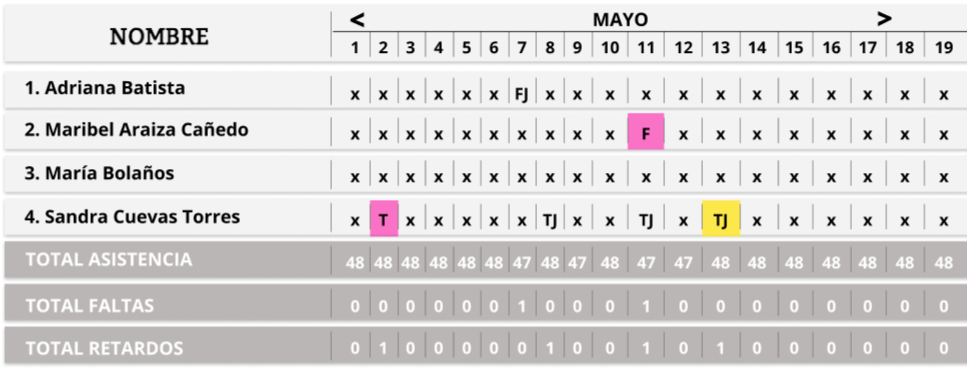 NOMBRE < MAYO >
1 2 3 4 5 6 7 8 9 10 11 12 13 14 15 16 17 18 19
1. Adriana Batista x x x x x x FJ x x x x x x x x x x x x
2. Maribel Araiza Cañedo x x x x x x x x x x F x x x x x x x x
3. María Bolaños x x x x x x x x x x x x x x x x x x x
4. Sandra Cuevas Torres x T x x x x x TJ x x TJ x TJ x x x x x x
TOTAL ASISTENCIA 48 48 48 48 48 48 47 48 47 48 47 47 48 48 48 48 48 48 48
TOTAL FALTAS 0 0 0 0 0 0 1 0 0 0 1 0 0 0 0 0 0 0 0
TOTAL RETARDOS 0 1 0 0 0 0 0 1 0 0 1 0 1 0 0 0 0 0 0